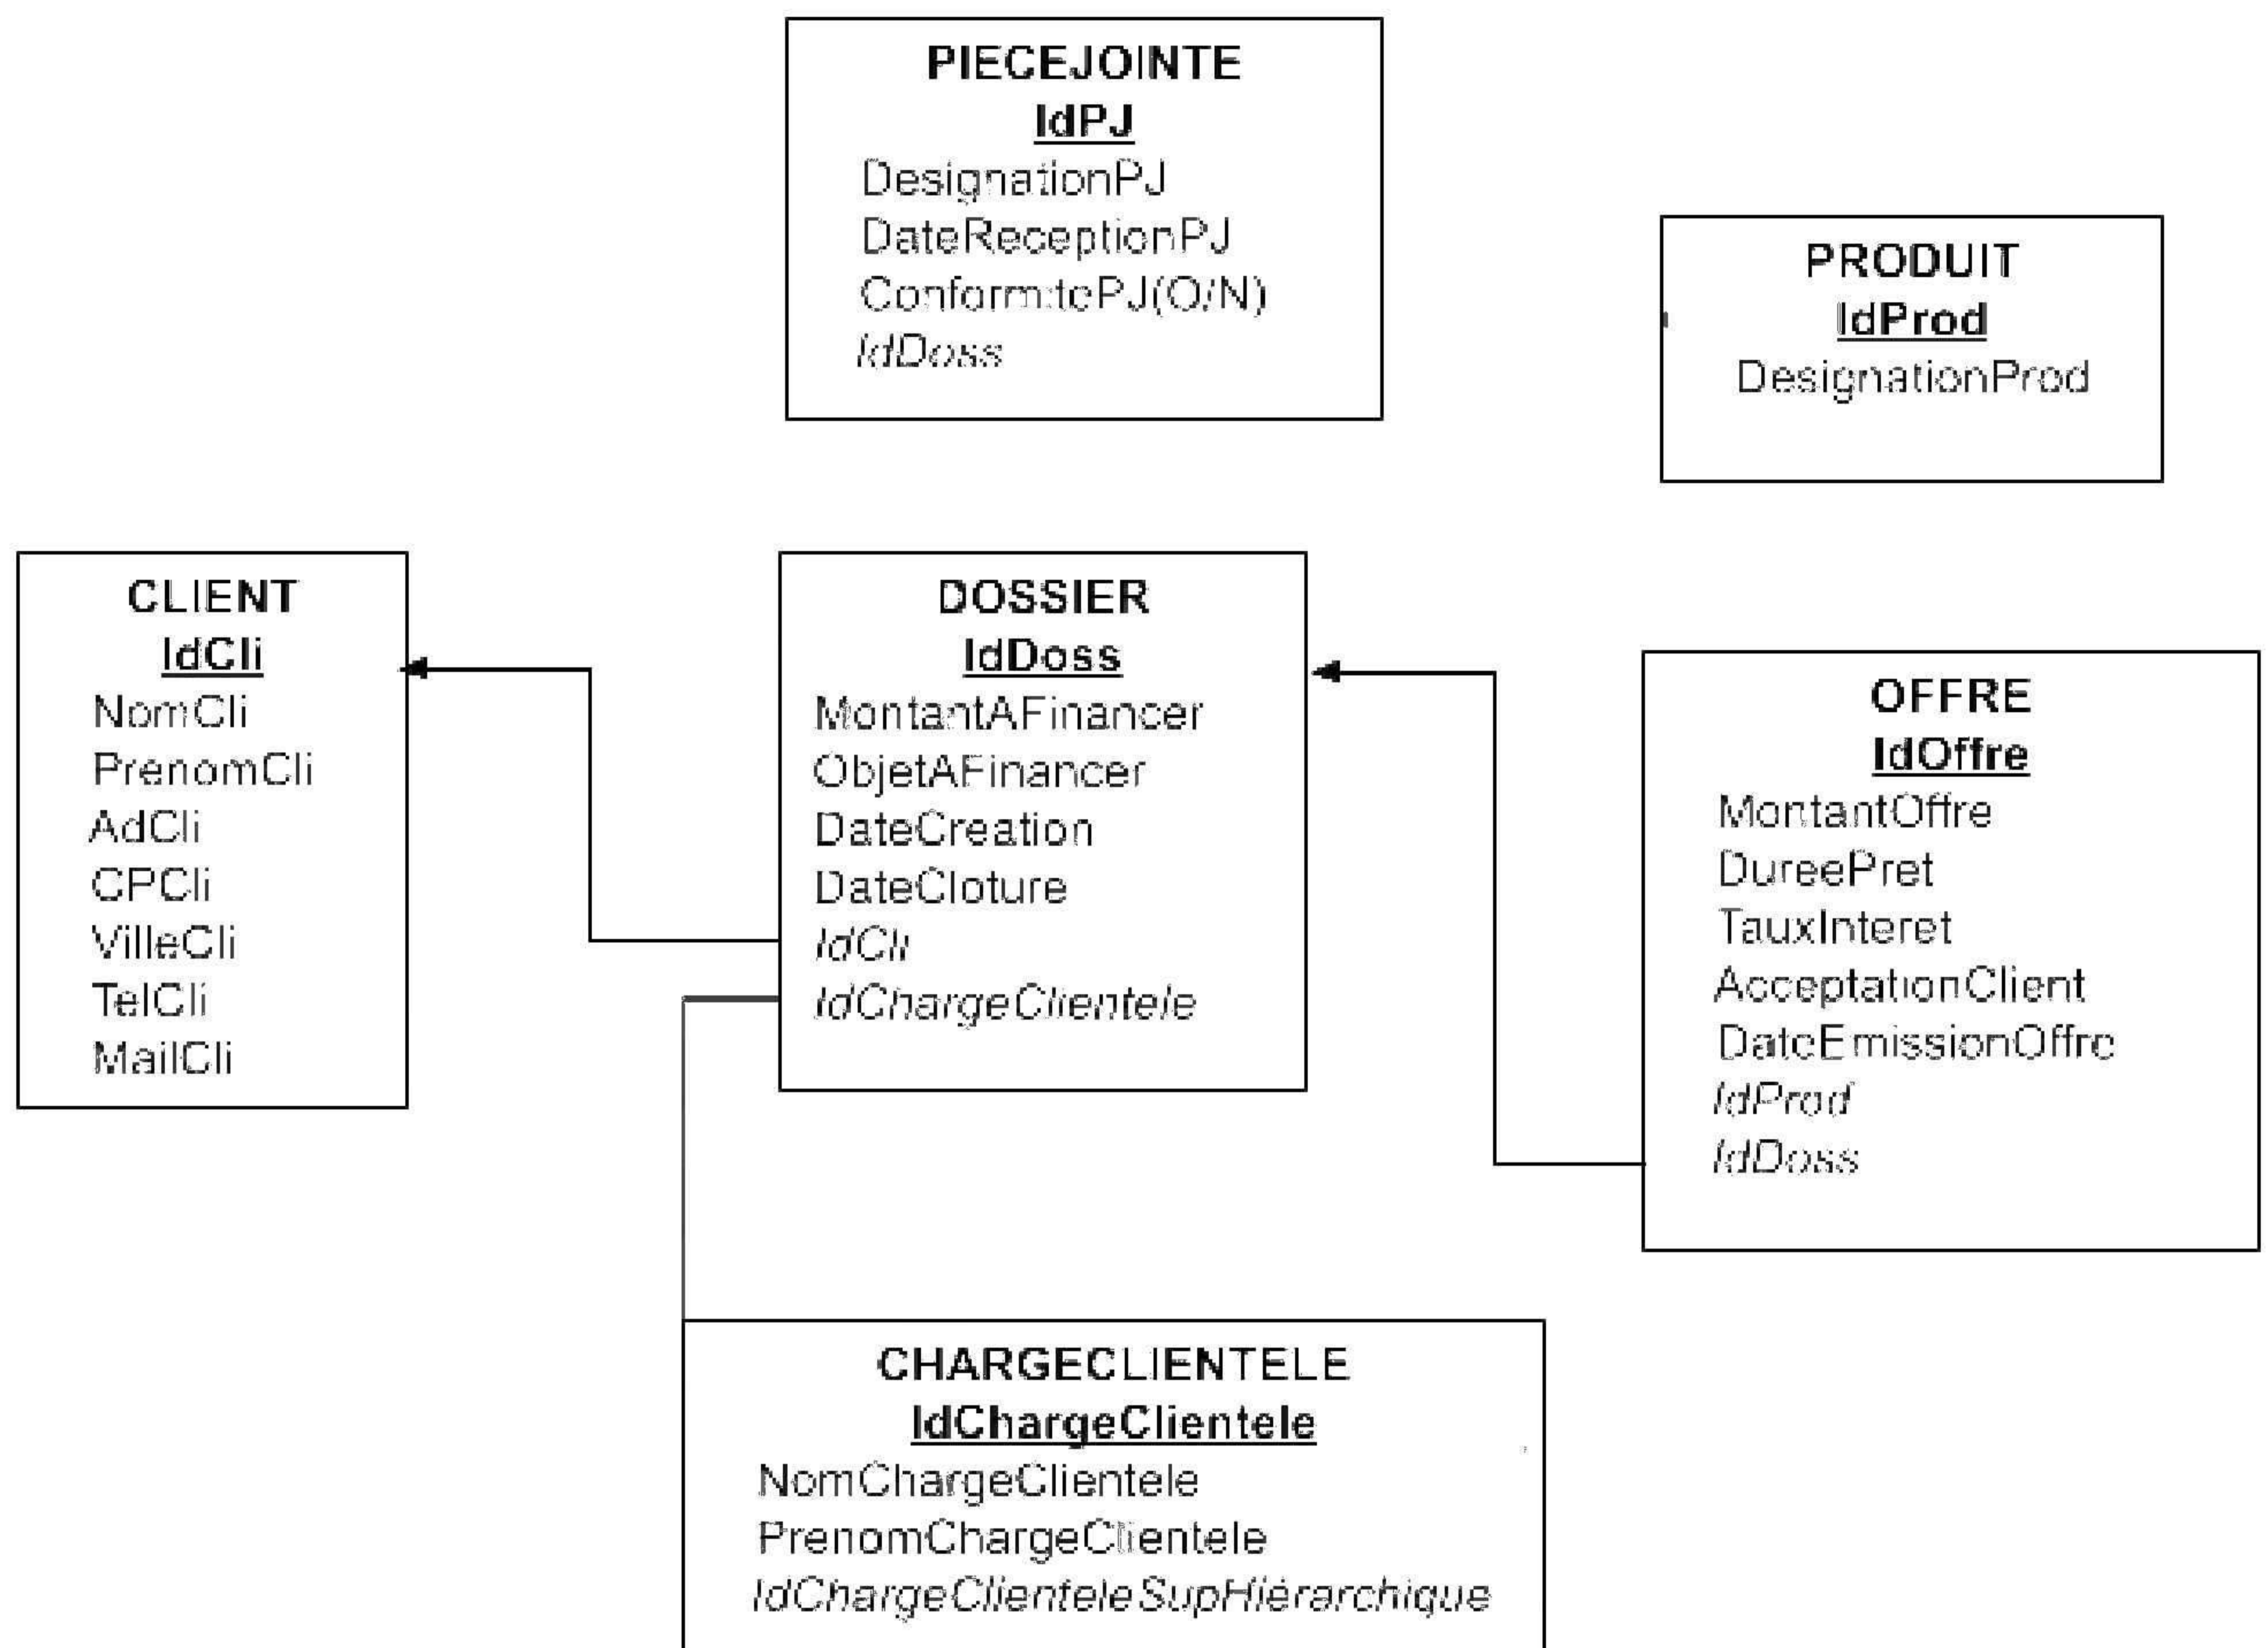 PIECEJOINTE
IdPJ
DesignationPJ
DateReceptionPJ
ConformitePJ(O/N)
IdDoss
PRODUIT
IdProd
DesignationProd
CLIENT
IdCli
NomCli
PrenomCli
AdCli
CPCli
VilleCli
TelCli
MailCli
DOSSIER
IdDoss
MontantAFinancer
ObjetAFinancer
DateCreation
DateCloture
IdCli
IdChargeClientele
OFFRE
IdOffre
MontantOffre
DureePret
TauxInteret
AcceptationClient
DateEmissionOffre
IdProd
IdDoss
CHARGECLIENTELE
IdChargeClientele
NomChargeClientele
PrenomChargeClientele
IdChargeClienteleSupHiérarchique